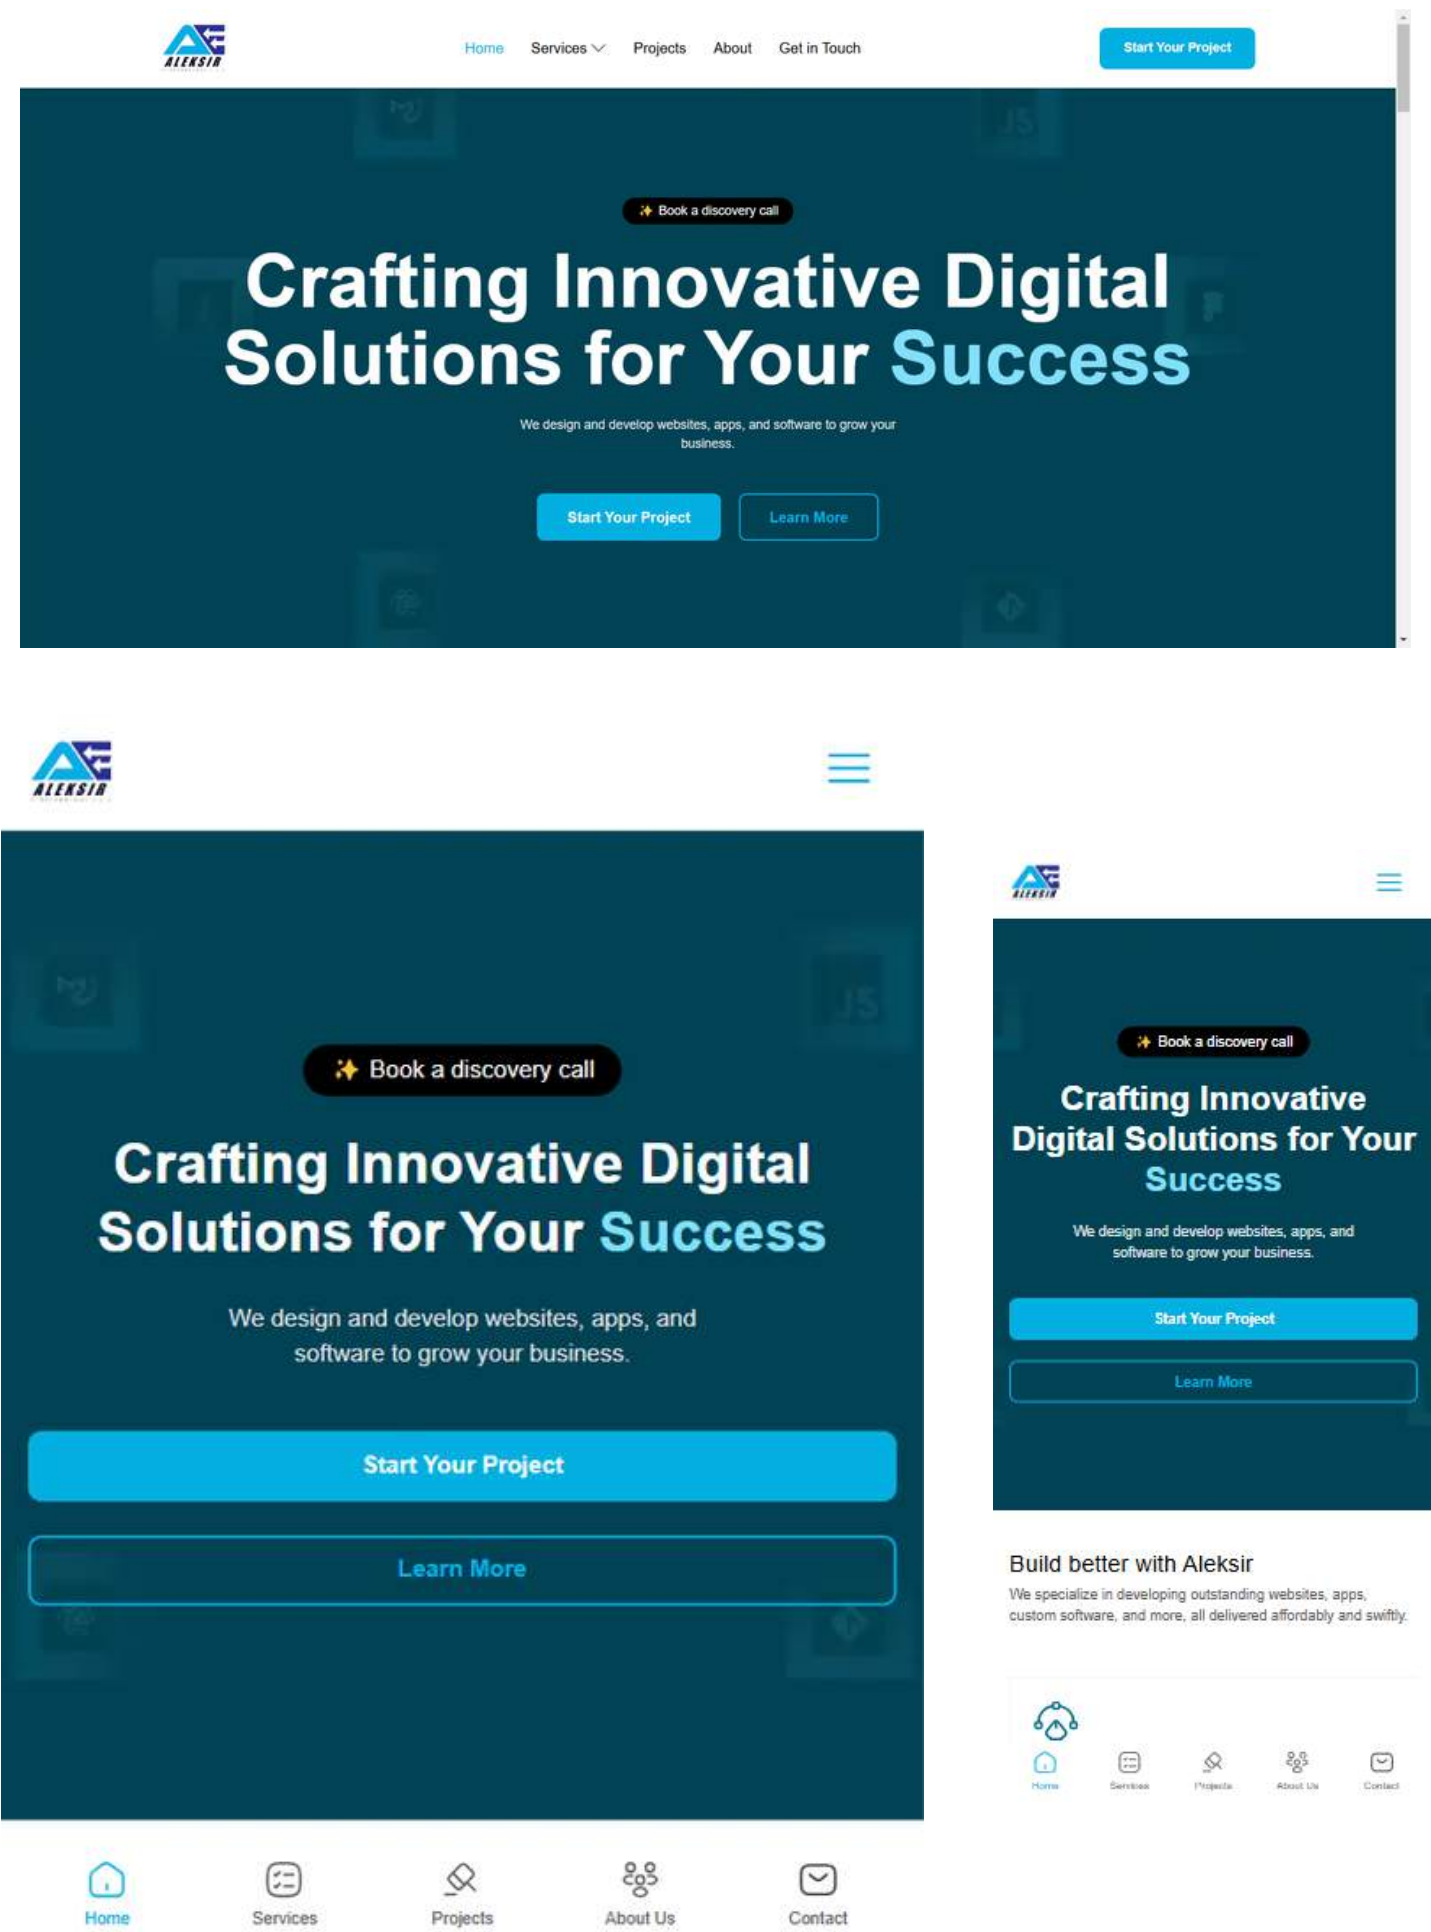 ALEKSIR
Home Services Projects About Get in Touch
Start Your Project
JS
✨ Book a discovery call
Crafting Innovative Digital
Solutions for Your Success
We design and develop websites, apps, and software to grow your
business.
Start Your Project
Learn More
ALEKSIR
JS
✨ Book a discovery call
Crafting Innovative Digital
Solutions for Your Success
We design and develop websites, apps, and
software to grow your business.
Start Your Project
Learn More
Home Services Projects About Us Contact
ALEKSIR
✨ Book a discovery call
Crafting Innovative
Digital Solutions for Your
Success
We design and develop websites, apps, and
software to grow your business.
Start Your Project
Learn More
Build better with Aleksir
We specialize in developing outstanding websites, apps,
custom software, and more, all delivered affordably and swiftly.
Home Services Projects About Us Contact